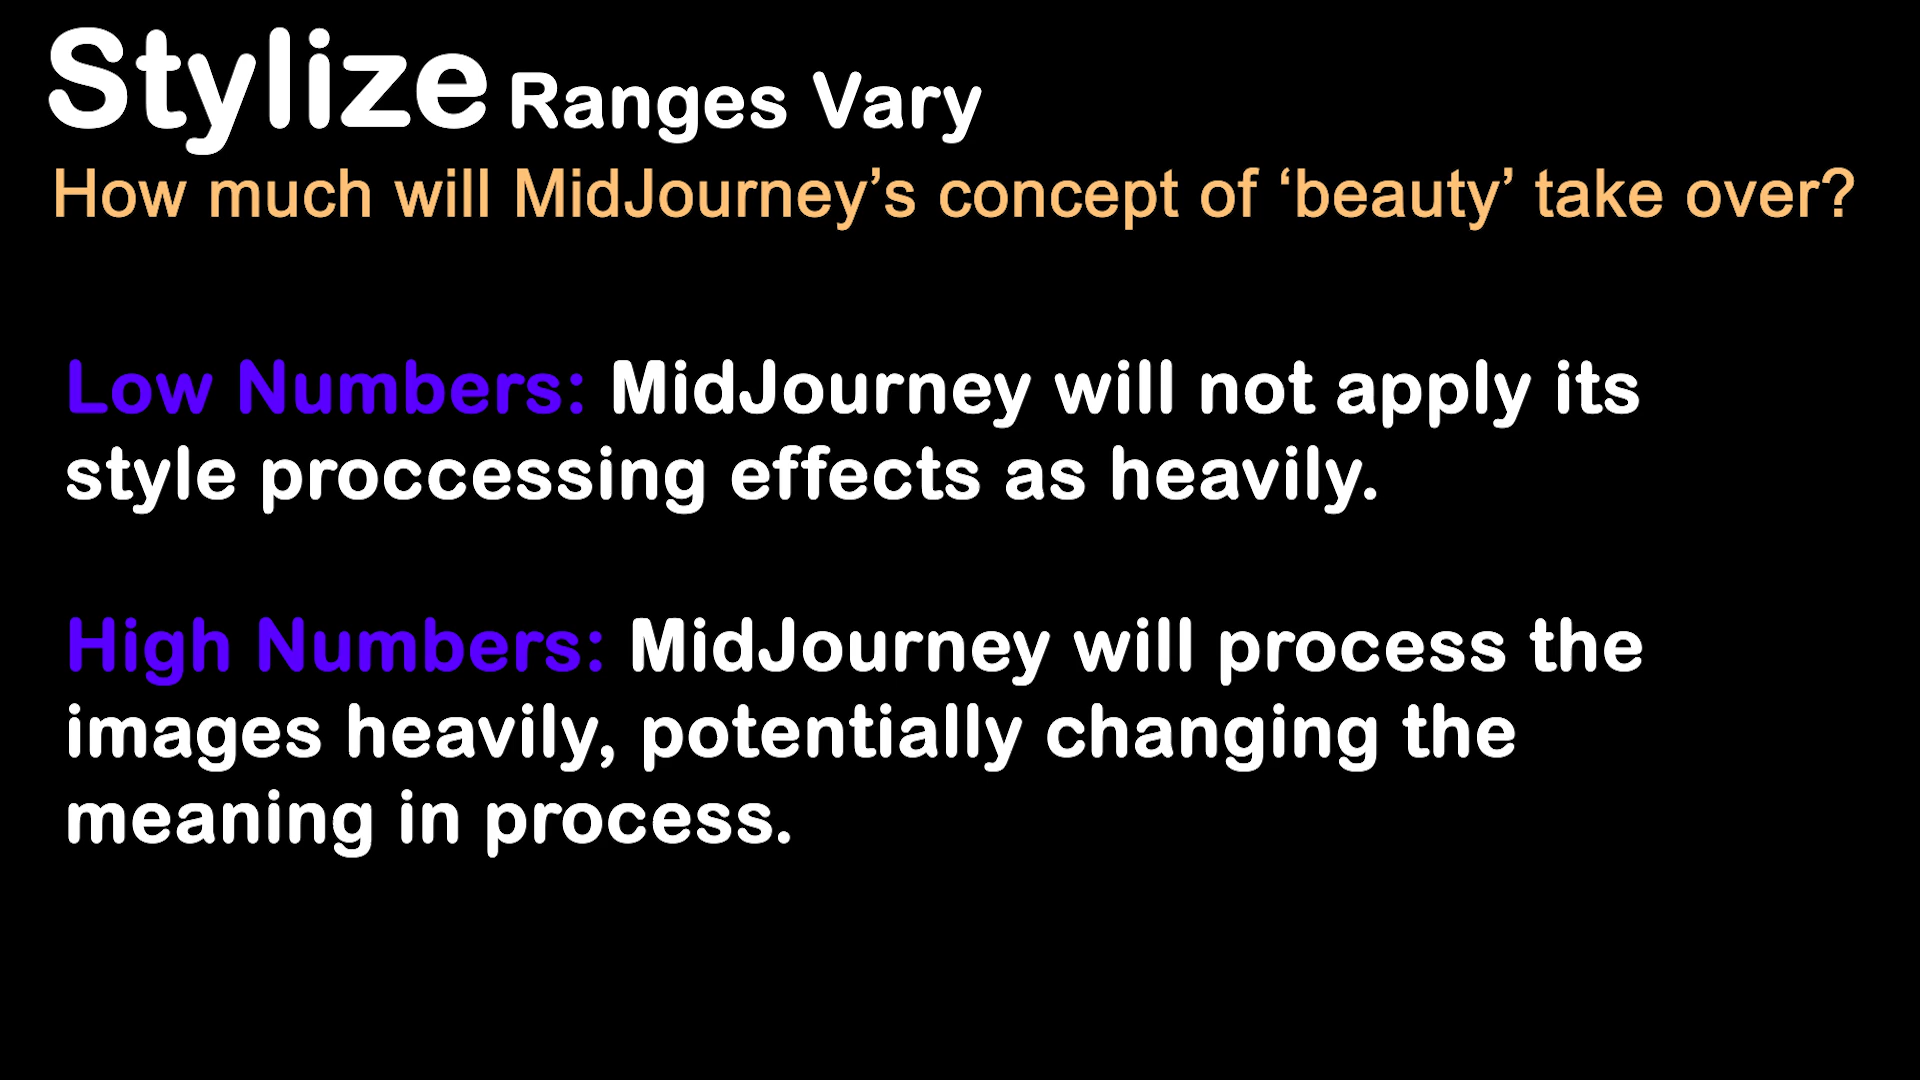 Stylize Ranges Vary
How much will MidJourney’s concept of ‘beauty’ take over?
Low Numbers: MidJourney will not apply its
style proccessing effects as heavily.
High Numbers: MidJourney will process the
images heavily, potentially changing the
meaning in process.